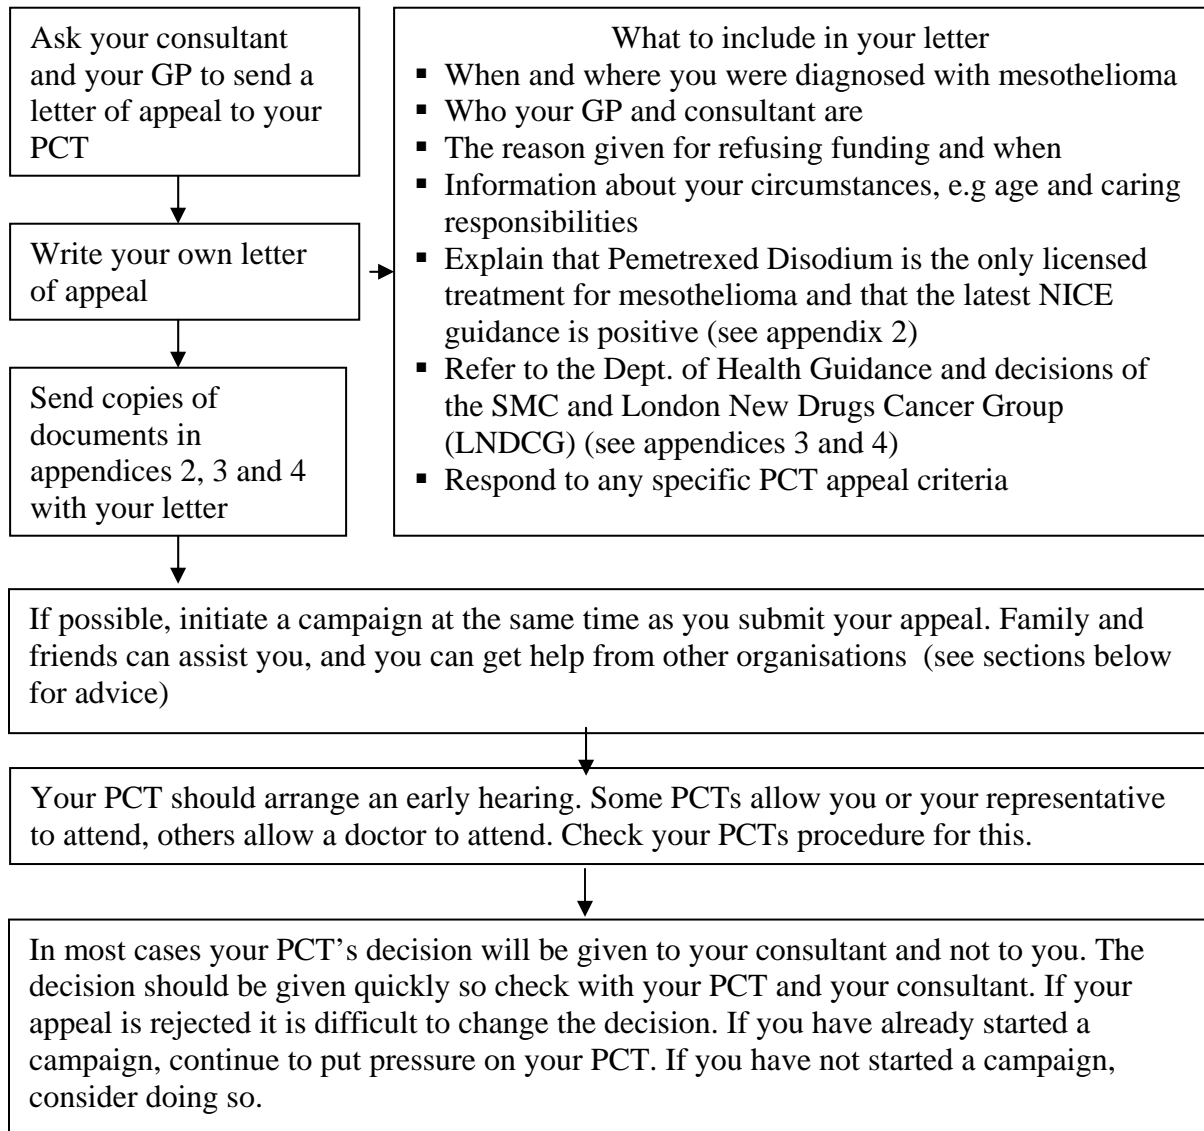 Ask your consultant
and your GP to send a
letter of appeal to your
PCT
Write your own letter
of appeal
Send copies of
documents in
appendices 2, 3 and 4
with your letter
What to include in your letter
▪ When and where you were diagnosed with mesothelioma
▪ Who your GP and consultant are
▪ The reason given for refusing funding and when
▪ Information about your circumstances, e.g age and caring
responsibilities
▪ Explain that Pemetrexed Disodium is the only licensed
treatment for mesothelioma and that the latest NICE
guidance is positive (see appendix 2)
▪ Refer to the Dept. of Health Guidance and decisions of
the SMC and London New Drugs Cancer Group
(LNDCG) (see appendices 3 and 4)
▪ Respond to any specific PCT appeal criteria
If possible, initiate a campaign at the same time as you submit your appeal. Family and
friends can assist you, and you can get help from other organisations (see sections below
for advice)
Your PCT should arrange an early hearing. Some PCTs allow you or your representative
to attend, others allow a doctor to attend. Check your PCTs procedure for this.
In most cases your PCT’s decision will be given to your consultant and not to you. The
decision should be given quickly so check with your PCT and your consultant. If your
appeal is rejected it is difficult to change the decision. If you have already started a
campaign, continue to put pressure on your PCT. If you have not started a campaign,
consider doing so.